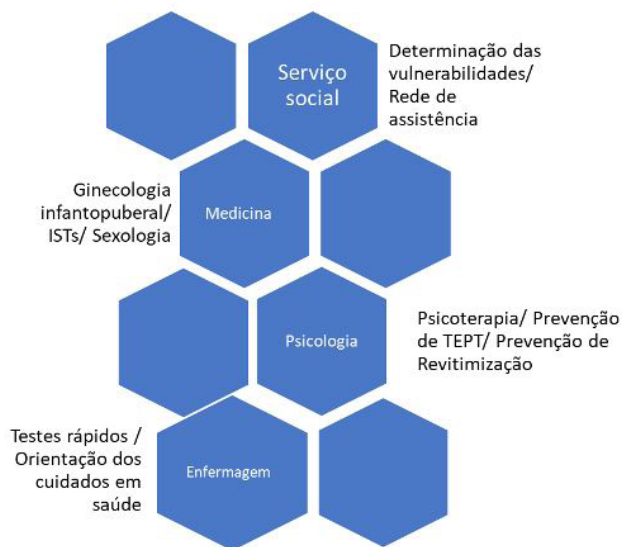 Serviço
social
Determinação das
vulnerabilidades/
Rede de
assistência
Ginecologia
infantopuberal/
ISTs/ Sexologia
Medicina
Psicologia
Psicoterapia/ Prevenção
de TEPT/ Prevenção de
Revitimização
Testes rápidos /
Orientação dos
cuidados em
saúde
Enfermagem